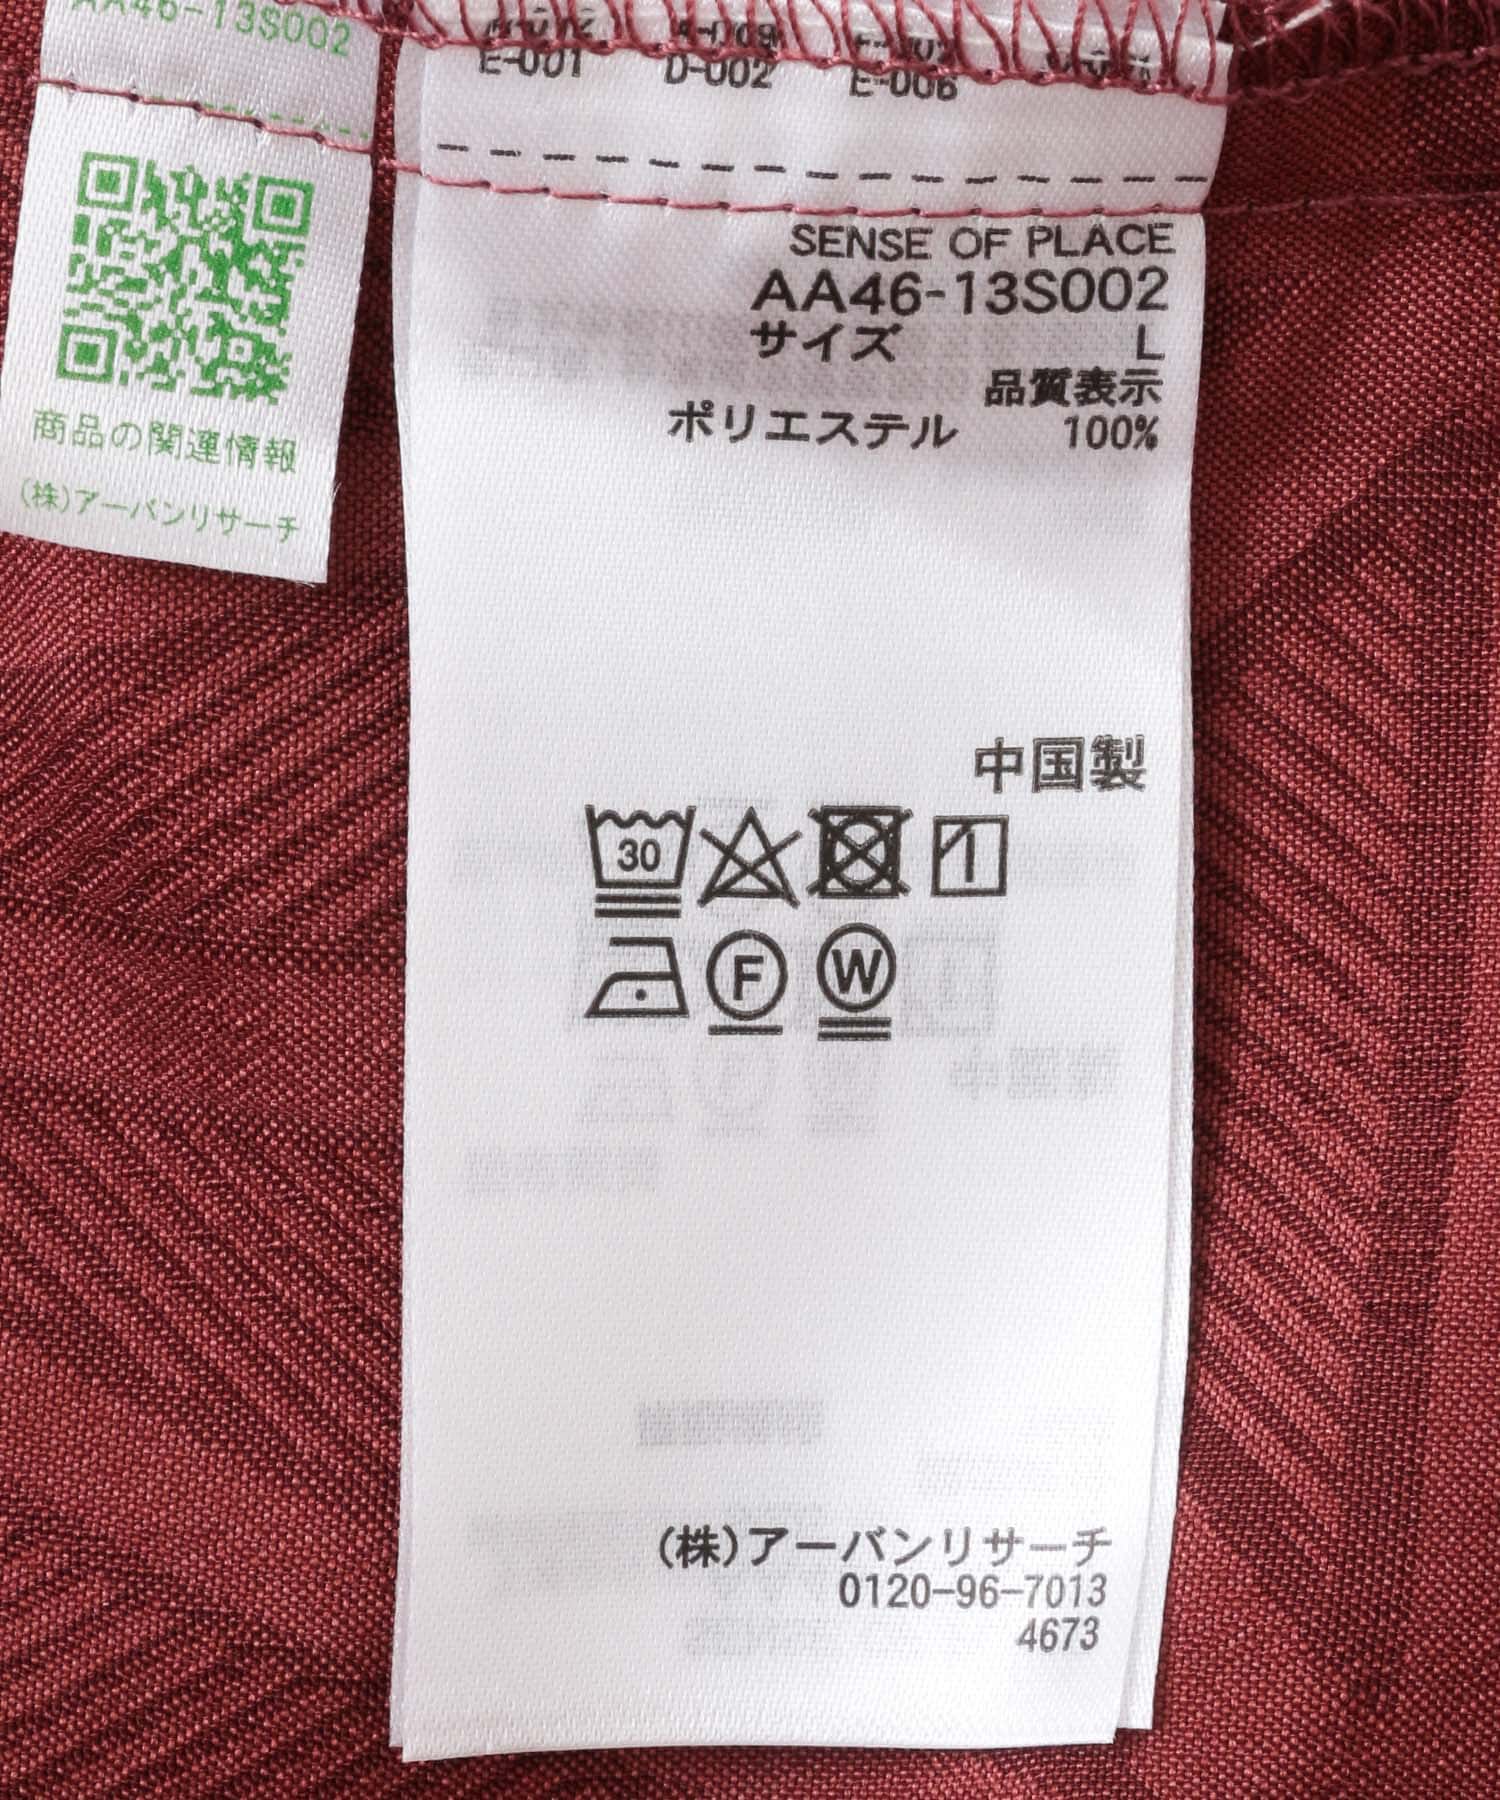 AA46-13S002
商品の関連情報
(株)アーバンリサーチ
E-001 D-002 E-006
SENSE OF PLACE
AA46-13S002
サイズ L
品質表示
ポリエステル 100%
中国製
30
F W
(株)アーバンリサーチ
0120-96-7013
4673